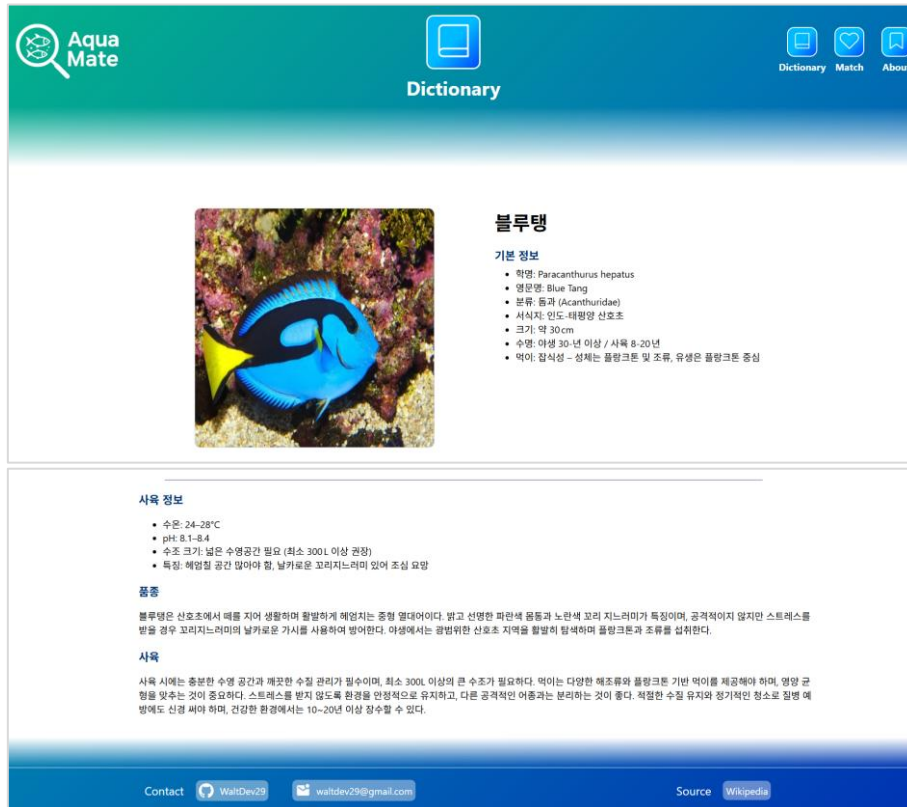 Aqua
Mate
Dictionary
Dictionary Match About
블루탱
기본 정보
• 학명: Paracanthurus hepatus
• 영문명: Blue Tang
• 분류: 돔과 (Acanthuridae)
• 서식지: 인도-태평양 산호초
• 크기: 약 30 cm
• 수명: 야생 30-년 이상 / 사육 8-20년
• 먹이: 잡식성 – 성체는 플랑크톤 및 조류, 유생은 플랑크톤 중심
사육 정보
• 수온: 24–28°C
• pH: 8.1–8.4
• 수조 크기: 넓은 수영공간 필요 (최소 300 L 이상 권장)
• 특징: 헤엄칠 공간 많아야 함, 날카로운 꼬리지느러미 있어 조심 요망
품종
블루탱은 산호초에서 떼를 지어 생활하며 활발하게 헤엄치는 중형 열대어이다. 밝고 선명한 파란색 몸통과 노란색 꼬리 지느러미가 특징이며, 공격적이지 않지만 스트레스를
받을 경우 꼬리지느러미의 날카로운 가시를 사용하여 방어한다. 야생에서는 광범위한 산호초 지역을 활발히 탐색하며 플랑크톤과 조류를 섭취한다.
사육
사육 시에는 충분한 수영 공간과 깨끗한 수질 관리가 필수이며, 최소 300L 이상의 큰 수조가 필요하다. 먹이는 다양한 해조류와 플랑크톤 기반 먹이를 제공해야 하며, 영양 균
형을 맞추는 것이 중요하다. 스트레스를 받지 않도록 환경을 안정적으로 유지하고, 다른 공격적인 어종과는 분리하는 것이 좋다. 적절한 수질 유지와 정기적인 청소로 질병 예
방에도 신경 써야 하며, 건강한 환경에서는 10~20년 이상 장수할 수 있다.
Contact WaltDev29 waltdev29@gmail.com Source Wikipedia